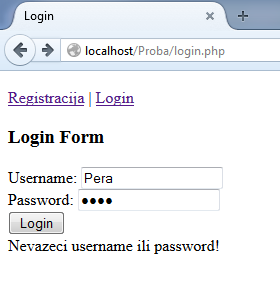 Login
localhost/Proba/login.php
Registracija | Login
Login Form
Username: Pera
Password: ••••
Login
Nevazeci username ili password!